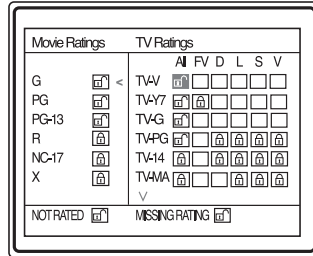 Movie Ratings TV Ratings
All FV D L S V
G < TV-V
PG TV-Y7
PG-13 TV-G
R TV-PG
NC-17 TV-14
X TV-MA
NOT RATED MISSING RATING